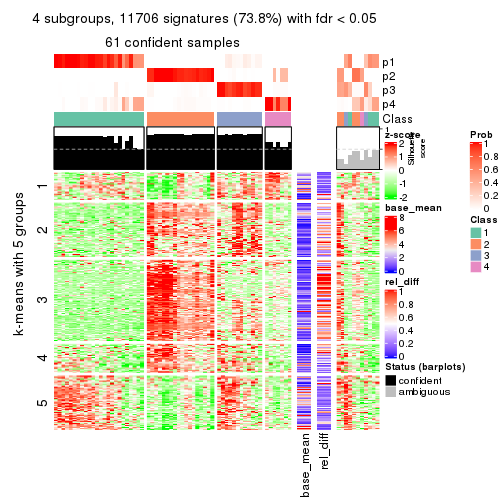 4 subgroups, 11706 signatures (73.8%) with fdr < 0.05
61 confident samples
p1
p2
p3
p4
Class
1
Silhouette
score
k-means with 5 groups
1
2
3
4
5
base_mean
rel_diff
z-score
2
1
0
-1
-2
base_mean
8
6
4
2
0
rel_diff
1
0.8
0.6
0.4
0.2
0
Status (barplots)
confident
ambiguous
Prob
1
0.8
0.6
0.4
0.2
0
Class
1
2
3
4